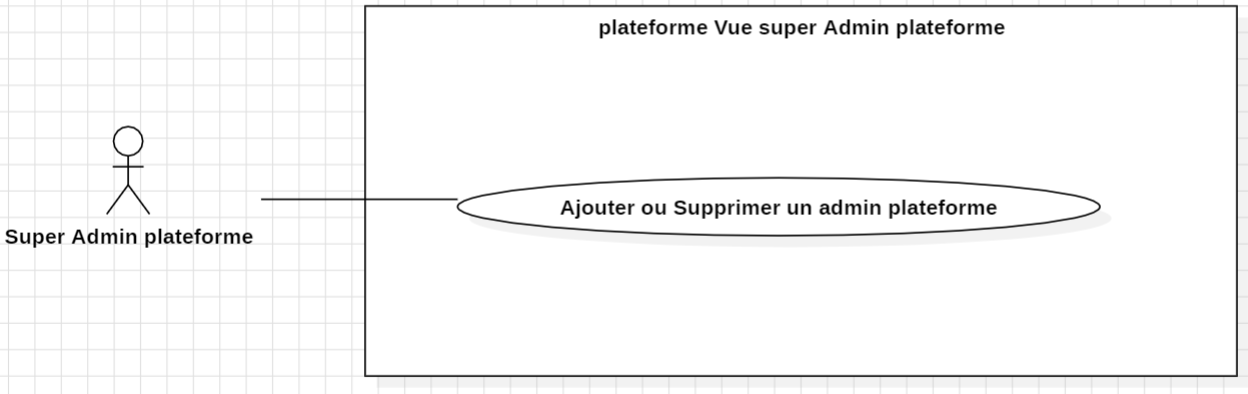 plateforme Vue super Admin plateforme
Ajouter ou Supprimer un admin plateforme
Super Admin plateforme